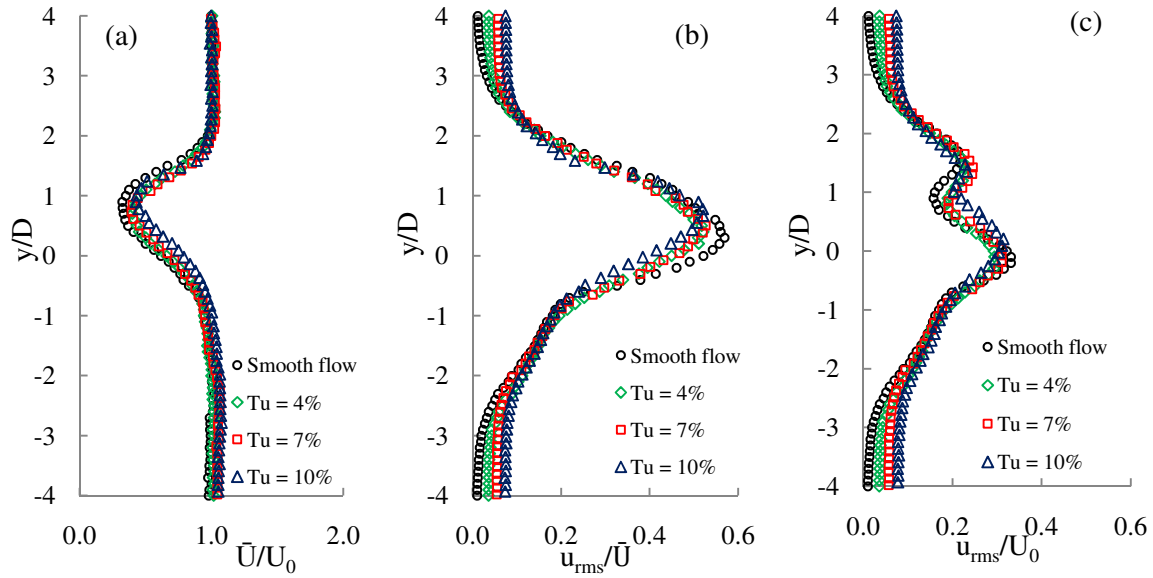 (a)
y/D
4
3
2
1
0
-1
-2
-3
-4
Smooth flow
Tu = 4%
Tu = 7%
Tu = 10%
0.0
1.0
2.0
Ū/U₀
(b)
y/D
4
3
2
1
0
-1
-2
-3
-4
Smooth flow
Tu = 4%
Tu = 7%
Tu = 10%
0.0
0.2
0.4
0.6
uᵣₘₛ/Ū
(c)
y/D
4
3
2
1
0
-1
-2
-3
-4
Smooth flow
Tu = 4%
Tu = 7%
Tu = 10%
0.0
0.2
0.4
0.6
uᵣₘₛ/U₀